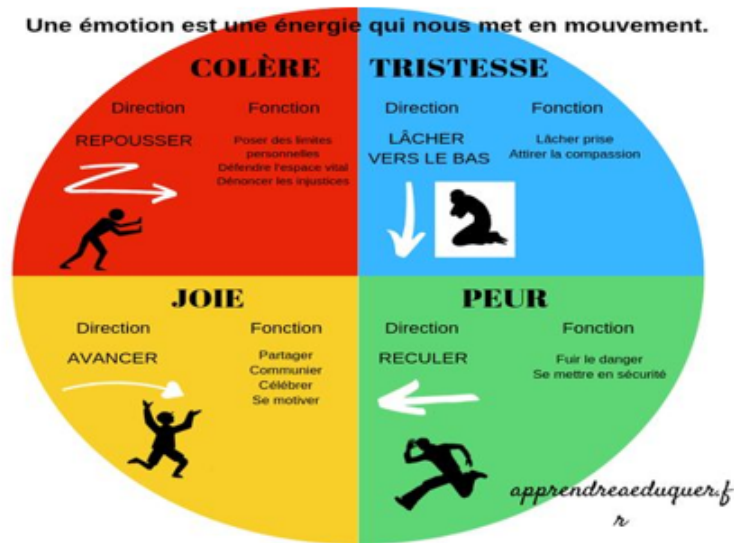 Une émotion est une énergie qui nous met en mouvement.
COLÈRE
Direction
Fonction
REPOUSSER
Poser des limites
personnelles
Défendre l'espace vital
Dénoncer les injustices
TRISTESSE
Direction
Fonction
LÂCHER
VERS LE BAS
Lâcher prise
Attirer la compassion
JOIE
Direction
Fonction
AVANCER
Partager
Communier
Célébrer
Se motiver
PEUR
Direction
Fonction
RECULER
Fuir le danger
Se mettre en sécurité
apprendreaeduquer.f
r